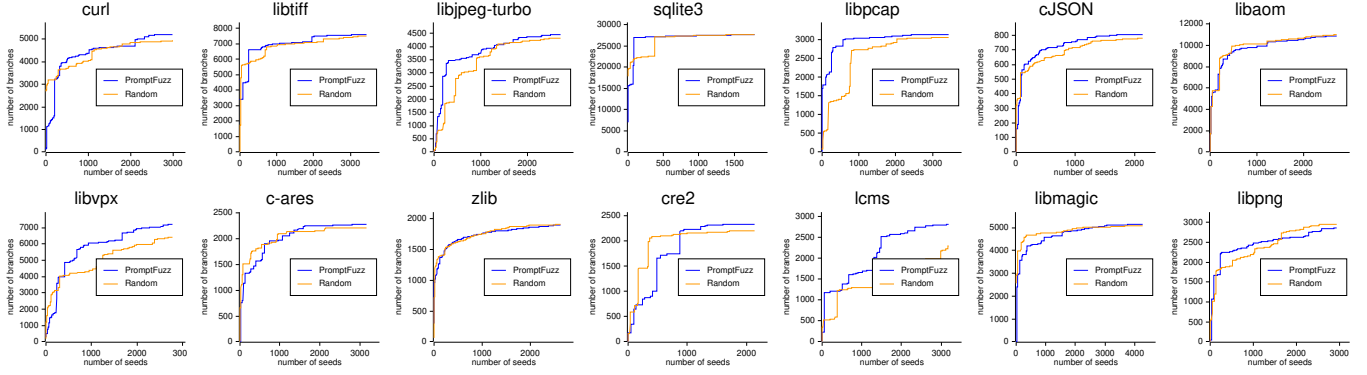 curl
number of branches
5000
4000
3000
2000
1000
0
PromptFuzz
Random
0 1000 2000 3000
number of seeds
libtiff
number of branches
8000
7000
6000
5000
4000
3000
2000
1000
0
PromptFuzz
Random
0 1000 2000 3000
number of seeds
libjpeg-turbo
number of branches
4500
4000
3500
3000
2500
2000
1500
1000
500
0
PromptFuzz
Random
0 1000 2000
number of seeds
sqlite3
number of branches
30000
25000
20000
15000
10000
5000
0
PromptFuzz
Random
0 500 1000 1500
number of seeds
libpcap
number of branches
3000
2500
2000
1500
1000
500
0
PromptFuzz
Random
0 1000 2000 3000
number of seeds
cJSON
number of branches
800
700
600
500
400
300
200
100
0
PromptFuzz
Random
0 1000 2000
number of seeds
libaom
number of branches
12000
10000
8000
6000
4000
2000
0
PromptFuzz
Random
0 1000 2000
number of seeds
libvpx
number of branches
7000
6000
5000
4000
3000
2000
1000
0
PromptFuzz
Random
0 1000 2000 300
number of seeds
c-ares
number of branches
2500
2000
1500
1000
500
0
PromptFuzz
Random
0 1000 2000 3000
number of seeds
zlib
number of branches
2000
1500
1000
500
0
PromptFuzz
Random
0 1000 2000
number of seeds
cre2
number of branches
2500
2000
1500
1000
500
0
PromptFuzz
Random
0 1000 2000
number of seeds
lcms
number of branches
3000
2500
2000
1500
1000
500
0
PromptFuzz
Random
0 1000 2000 3000
number of seeds
libmagic
number of branches
5000
4000
3000
2000
1000
0
PromptFuzz
Random
0 1000 2000 3000 4000
number of seeds
libpng
number of branches
3000
2500
2000
1500
1000
500
0
PromptFuzz
Random
0 1000 2000 3000
number of seeds